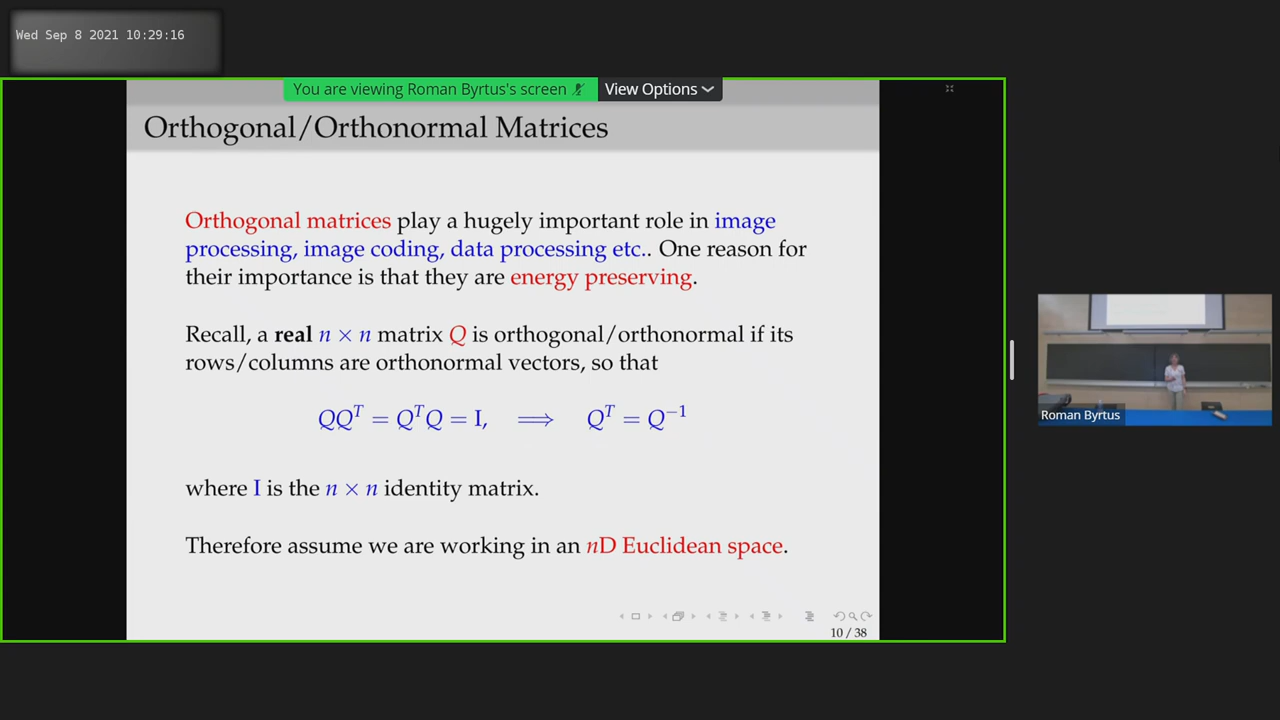 Wed Sep 8 2021 10:29:16
You are viewing Roman Byrtus's screen View Options
Orthogonal/Orthonormal Matrices
Orthogonal matrices play a hugely important role in image
processing, image coding, data processing etc.. One reason for
their importance is that they are energy preserving.
Recall, a real n × n matrix Q is orthogonal/orthonormal if its
rows/columns are orthonormal vectors, so that
QQ^T = Q^TQ = I, ⟹ Q^T = Q^{-1}
where I is the n × n identity matrix.
Therefore assume we are working in an nD Euclidean space.
10 / 38
Roman Byrtus